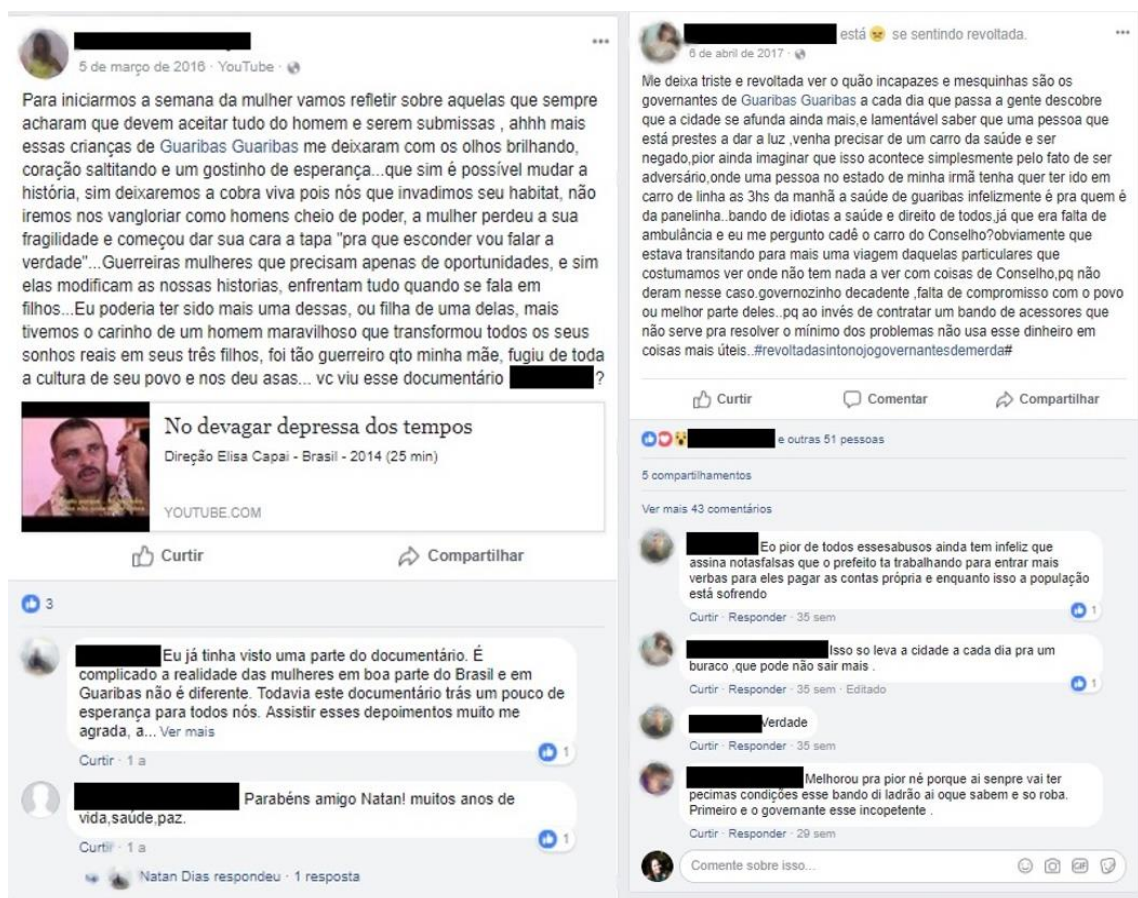 5 de março de 2016 · YouTube ·
Para iniciarmos a semana da mulher vamos refletir sobre aquelas que sempre
acharam que devem aceitar tudo do homem e serem submissas , ahhh mais
essas crianças de Guaribas Guaribas me deixaram com os olhos brilhando,
coração saltitando e um gostinho de esperança...que sim é possível mudar a
história, sim deixaremos a cobra viva pois nós que invadimos seu habitat, não
iremos nos vangloriar como homens cheio de poder, a mulher perdeu a sua
fragilidade e começou dar sua cara a tapa "pra que esconder vou falar a
verdade"...Guerreiras mulheres que precisam apenas de oportunidades, e sim
elas modificam as nossas historias, enfrentam tudo quando se fala em
filhos...Eu poderia ter sido mais uma dessas, ou filha de uma delas, mais
tivemos o carinho de um homem maravilhoso que transformou todos os seus
sonhos reais em seus três filhos, foi tão guerreiro qto minha mãe, fugiu de toda
a cultura de seu povo e nos deu asas... vc viu esse documentário ?
No devagar depressa dos tempos
Direção Elisa Capai - Brasil - 2014 (25 min)
YOUTUBE.COM
Curtir Compartilhar
3
Eu já tinha visto uma parte do documentário. É
complicado a realidade das mulheres em boa parte do Brasil e em
Guaribas não é diferente. Todavia este documentário trás um pouco de
esperança para todos nós. Assistir esses depoimentos muito me
agrada, a... Ver mais
1
Curtir · 1 a
Parabéns amigo Natan! muitos anos de
vida,saúde,paz.
1
Curtir · 1 a
Natan Dias respondeu · 1 resposta
está se sentindo revoltada.
6 de abril de 2017 ·
Me deixa triste e revoltada ver o quão incapazes e mesquinhas são os
governantes de Guaribas Guaribas a cada dia que passa a gente descobre
que a cidade se afunda ainda mais,e lamentável saber que uma pessoa que
está prestes a dar a luz ,venha precisar de um carro da saúde e ser
negado,pior ainda imaginar que isso acontece simplesmente pelo fato de ser
adversário,onde uma pessoa no estado de minha irmã tenha quer ter ido em
carro de linha as 3hs da manhã a saúde de guaribas infelizmente é pra quem é
da panelinha..bando de idiotas a saúde e direito de todos,já que era falta de
ambulância e eu me pergunto cadê o carro do Conselho?obviamente que
estava transitando para mais uma viagem daquelas particulares que
costumamos ver onde não tem nada a ver com coisas de Conselho,pq não
deram nesse caso.governozinho decadente ,falta de compromisso com o povo
ou melhor parte deles..pq ao invés de contratar um bando de acessores que
não serve pra resolver o mínimo dos problemas não usa esse dinheiro em
coisas mais úteis..#revoltadasintonojogovernantesdemerda#
Curtir Comentar Compartilhar
e outras 51 pessoas
5 compartilhamentos
Ver mais 43 comentários
Eo pior de todos essesabusos ainda tem infeliz que
assina notasfalsas que o prefeito ta trabalhando para entrar mais
verbas para eles pagar as contas própria e enquanto isso a população
está sofrendo
1
Curtir · Responder · 35 sem
Isso so leva a cidade a cada dia pra um
buraco ,que pode não sair mais .
1
Curtir · Responder · 35 sem · Editado
Verdade
Curtir · Responder · 35 sem
Melhorou pra pior né porque ai senpre vai ter
pecimas condições esse bando di ladrão ai oque sabem e so roba.
Primeiro e o governante esse incopetente .
Curtir · Responder · 29 sem
Comente sobre isso...
GIF